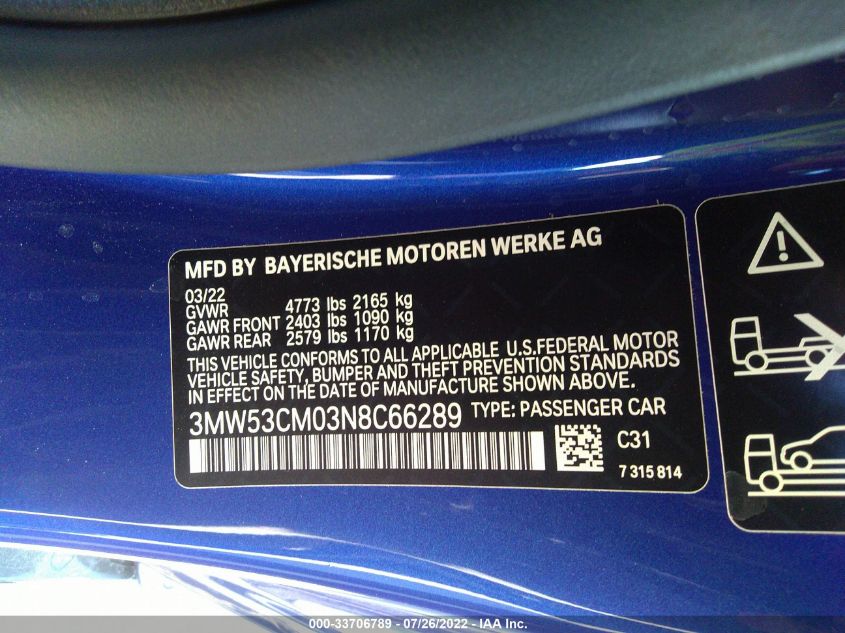 MFD BY BAYERISCHE MOTOREN WERKE AG
03/22
GVWR 4773 lbs 2165 kg
GAWR FRONT 2403 lbs 1090 kg
GAWR REAR 2579 lbs 1170 kg
THIS VEHICLE CONFORMS TO ALL APPLICABLE U.S.FEDERAL MOTOR
VEHICLE SAFETY, BUMPER AND THEFT PREVENTION STANDARDS
IN EFFECT ON THE DATE OF MANUFACTURE SHOWN ABOVE.
3MW53CM03N8C66289 TYPE: PASSENGER CAR
C31
7 315 814
000-33706789 - 07/26/2022 - IAA Inc.